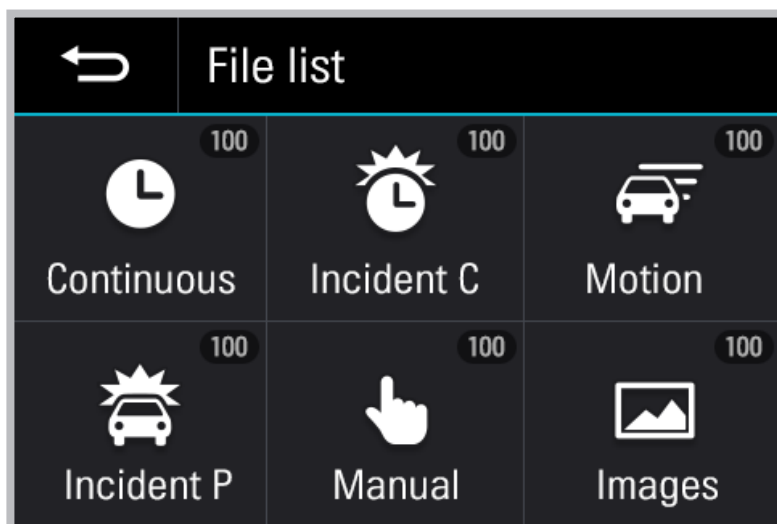 File list
100 100 100
Continuous Incident C Motion
100 100 100
Incident P Manual Images